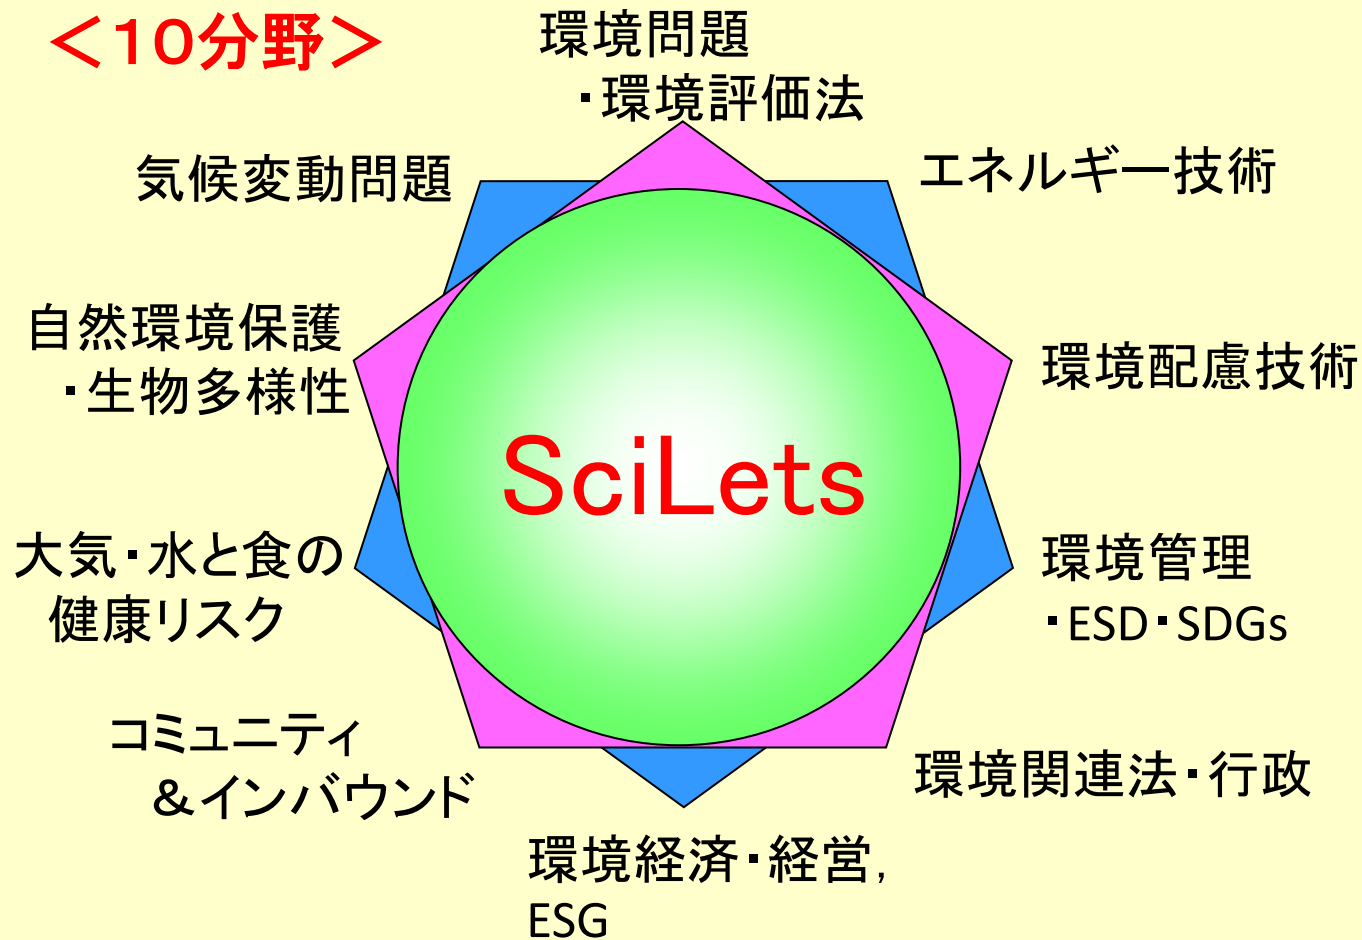 ＜１０分野＞
環境問題
・環境評価法
エネルギー技術
環境配慮技術
環境管理
・ESD・SDGs
環境関連法・行政
環境経済・経営,
ESG
コミュニティ
＆インバウンド
大気・水と食の
健康リスク
自然環境保護
・生物多様性
気候変動問題
SciLets